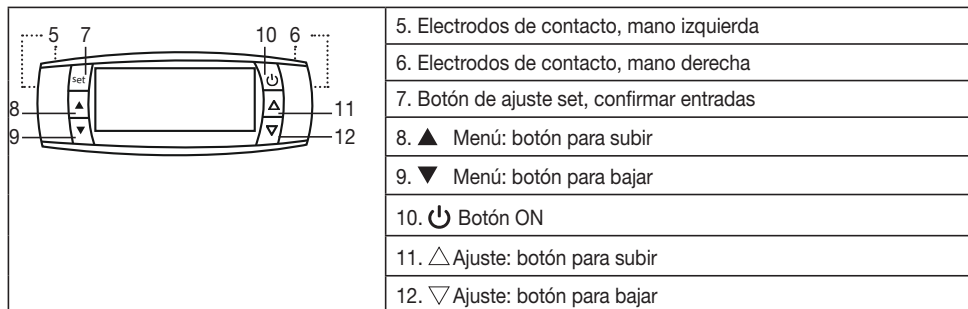 5 7 10 6
set
8 11
9 12
5. Electrodos de contacto, mano izquierda
6. Electrodos de contacto, mano derecha
7. Botón de ajuste set, confirmar entradas
8. ▲ Menú: botón para subir
9. ▼ Menú: botón para bajar
10. ⏻ Botón ON
11. △ Ajuste: botón para subir
12. ▽ Ajuste: botón para bajar